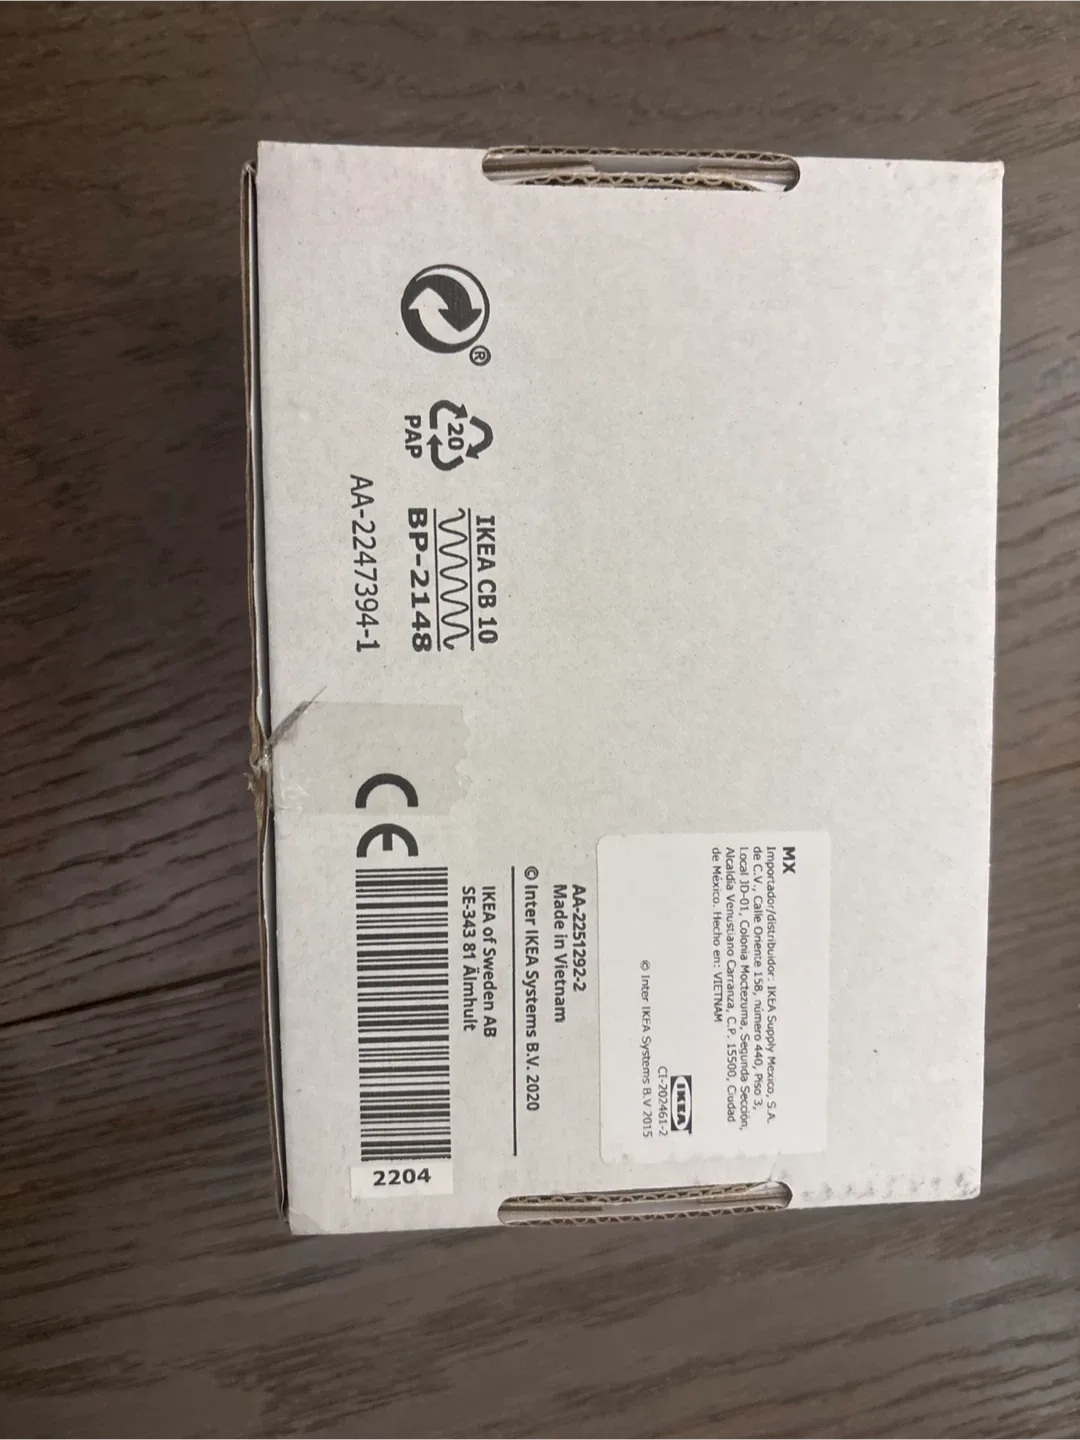 ®
20
PAP
IKEA CB 10
BP-2148
AA-2247394-1
MX
Importador/distribuidor: IKEA Supply Mexico, S.A.
de C.V., Calle Oriente 158, número 440, Piso 3,
Local JD-01, Colonia Moctezuma, Segunda Sección,
Alcaldía Venustiano Carranza, C.P. 15500, Ciudad
de México. Hecho en: VIETNAM
IKEA
CI-202461-2
© Inter IKEA Systems B.V 2015
AA-2251292-2
Made in Vietnam
© Inter IKEA Systems B.V. 2020
IKEA of Sweden AB
SE-343 81 Älmhult
CE
2204